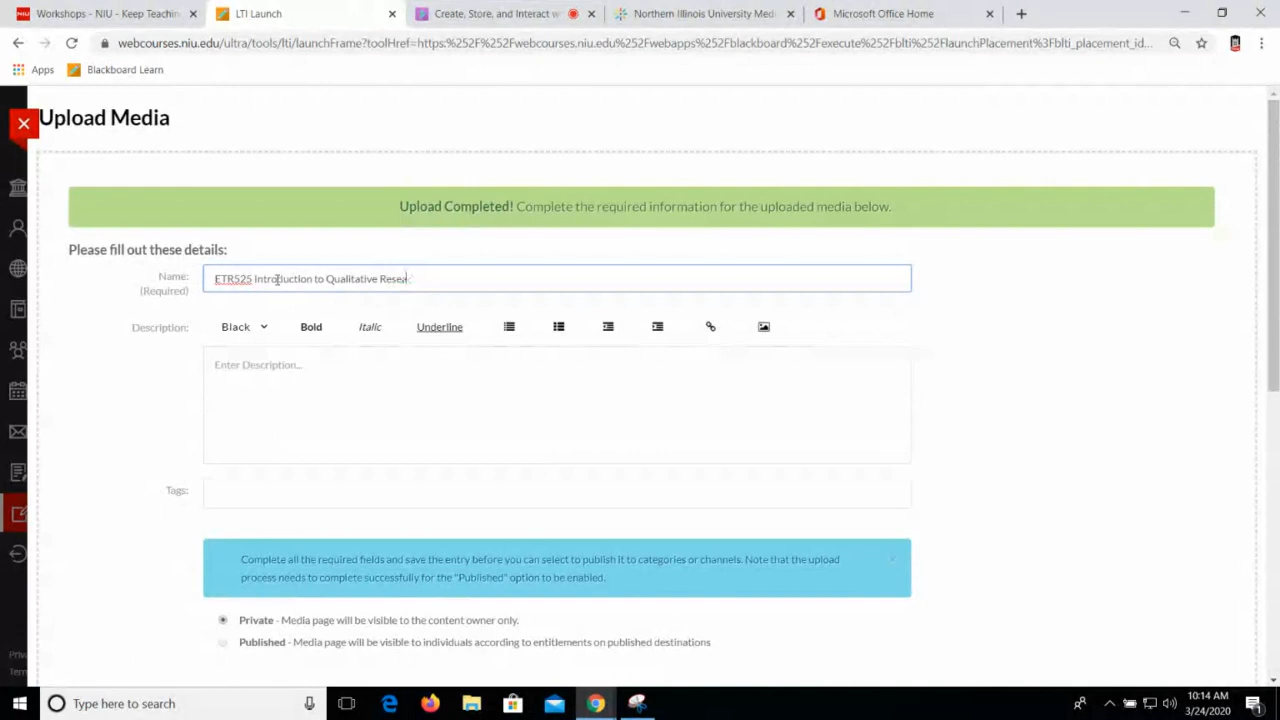 Workshops - NIU - Keep Teachin
LTI Launch
Create, Store, and Interact w
Northern Illinois University Med
Microsoft Office Home
webcourses.niu.edu/ultra/tools/lti/launchFrame?toolHref=https:%252F%252Fwebcourses.niu.edu%252Fwebapps%252Fblackboard%252Fexecute%252Fblti%252FlaunchPlacement%3Fblti_placement_id...
Apps
Blackboard Learn
Upload Media
Upload Completed! Complete the required information for the uploaded media below.
Please fill out these details:
Name:
(Required)
ETR525 Introduction to Qualitative Resea
Description:
Black
Bold
Italic
Underline
Enter Description...
Tags:
Complete all the required fields and save the entry before you can select to publish it to categories or channels. Note that the upload
process needs to complete successfully for the "Published" option to be enabled.
Private - Media page will be visible to the content owner only.
Published - Media page will be visible to individuals according to entitlements on published destinations
Priv
Term
Type here to search
10:14 AM
3/24/2020
1